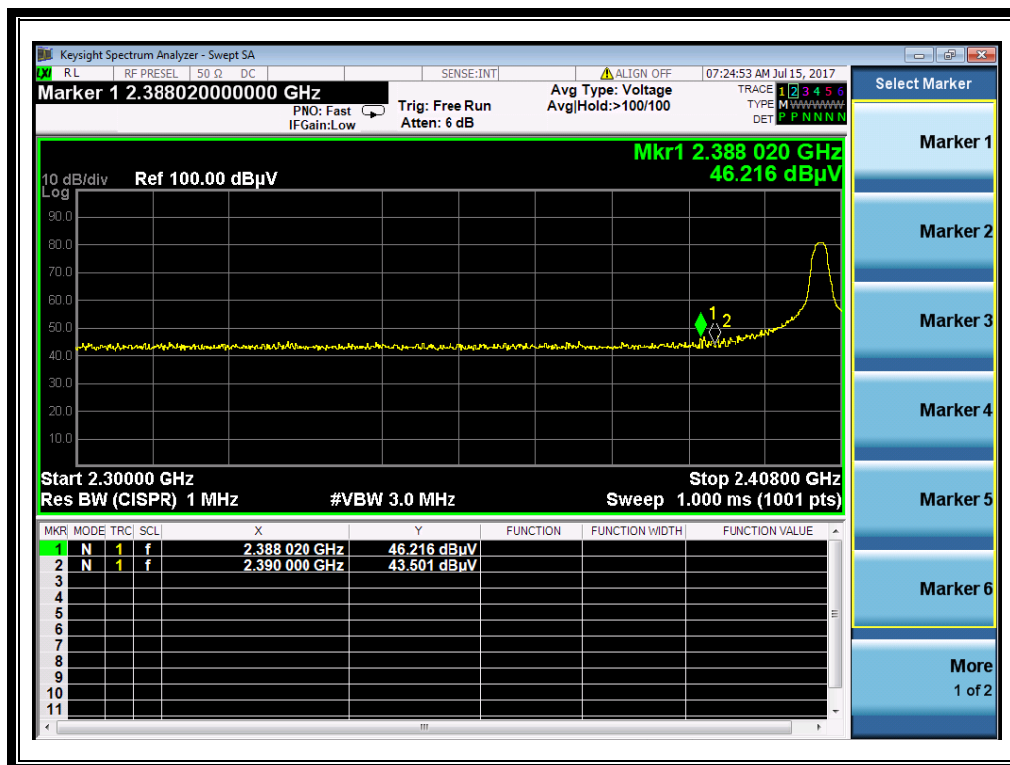 Keysight Spectrum Analyzer - Swept SA
LXI RL RF PRESEL 50 Ω DC SENSE:INT ALIGN OFF 07:24:53 AM Jul 15, 2017
Marker 1 2.388020000000 GHz
PNO: Fast
IFGain:Low
Trig: Free Run
Atten: 6 dB
Avg Type: Voltage
Avg|Hold:>100/100
TRACE 1 2 3 4 5 6
TYPE M W W W W W
DET P P N N N N
Mkr1 2.388 020 GHz
46.216 dBµV
10 dB/div Ref 100.00 dBµV
Log
90.0
80.0
70.0
60.0
50.0
40.0
30.0
20.0
10.0
1
2
Start 2.30000 GHz Stop 2.40800 GHz
Res BW (CISPR) 1 MHz #VBW 3.0 MHz Sweep 1.000 ms (1001 pts)
MKR MODE TRC SCL X Y FUNCTION FUNCTION WIDTH FUNCTION VALUE
1 N 1 f 2.388 020 GHz 46.216 dBµV
2 N 1 f 2.390 000 GHz 43.501 dBµV
3
4
5
6
7
8
9
10
11
Select Marker
Marker 1
Marker 2
Marker 3
Marker 4
Marker 5
Marker 6
More
1 of 2